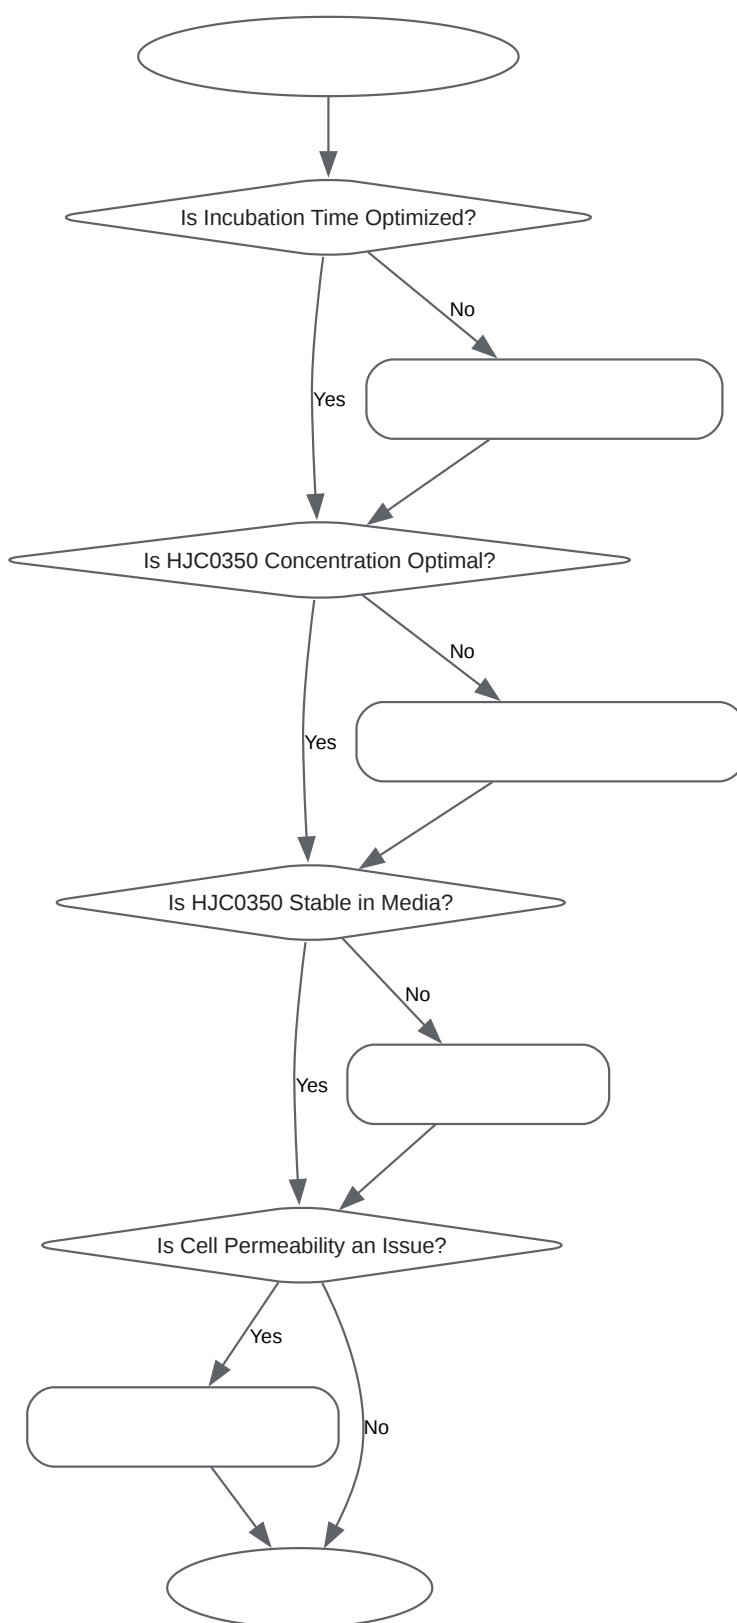 Is Incubation Time Optimized?
No
Yes
Is HJC0350 Concentration Optimal?
No
Yes
Is HJC0350 Stable in Media?
No
Yes
Is Cell Permeability an Issue?
Yes
No